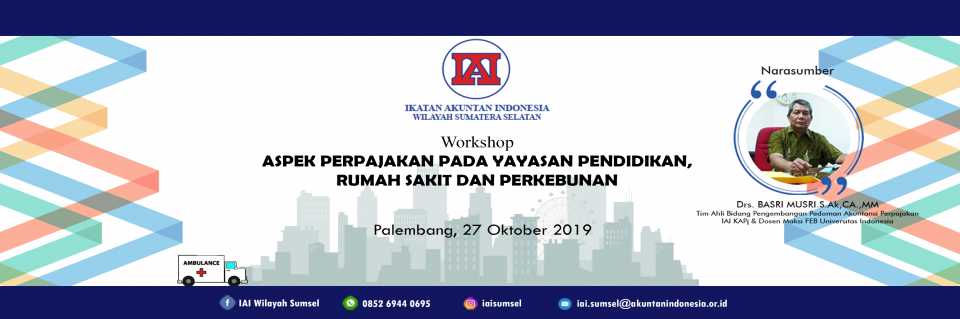 IAI
IKATAN AKUNTAN INDONESIA
WILAYAH SUMATERA SELATAN
Workshop
ASPEK PERPAJAKAN PADA YAYASAN PENDIDIKAN,
RUMAH SAKIT DAN PERKEBUNAN
Palembang, 27 Oktober 2019
Narasumber
Drs. BASRI MUSRI S.Ak,CA.,MM
Tim Ahli Bidang Pengembangan Pedoman Akuntansi Perpajakan
IAI KAPj & Dosen Maksi FEB Universitas Indonesia
AMBULANCE
IAI Wilayah Sumsel
0852 6944 0695
iaisumsel
iai.sumsel@akuntanindonesia.or.id